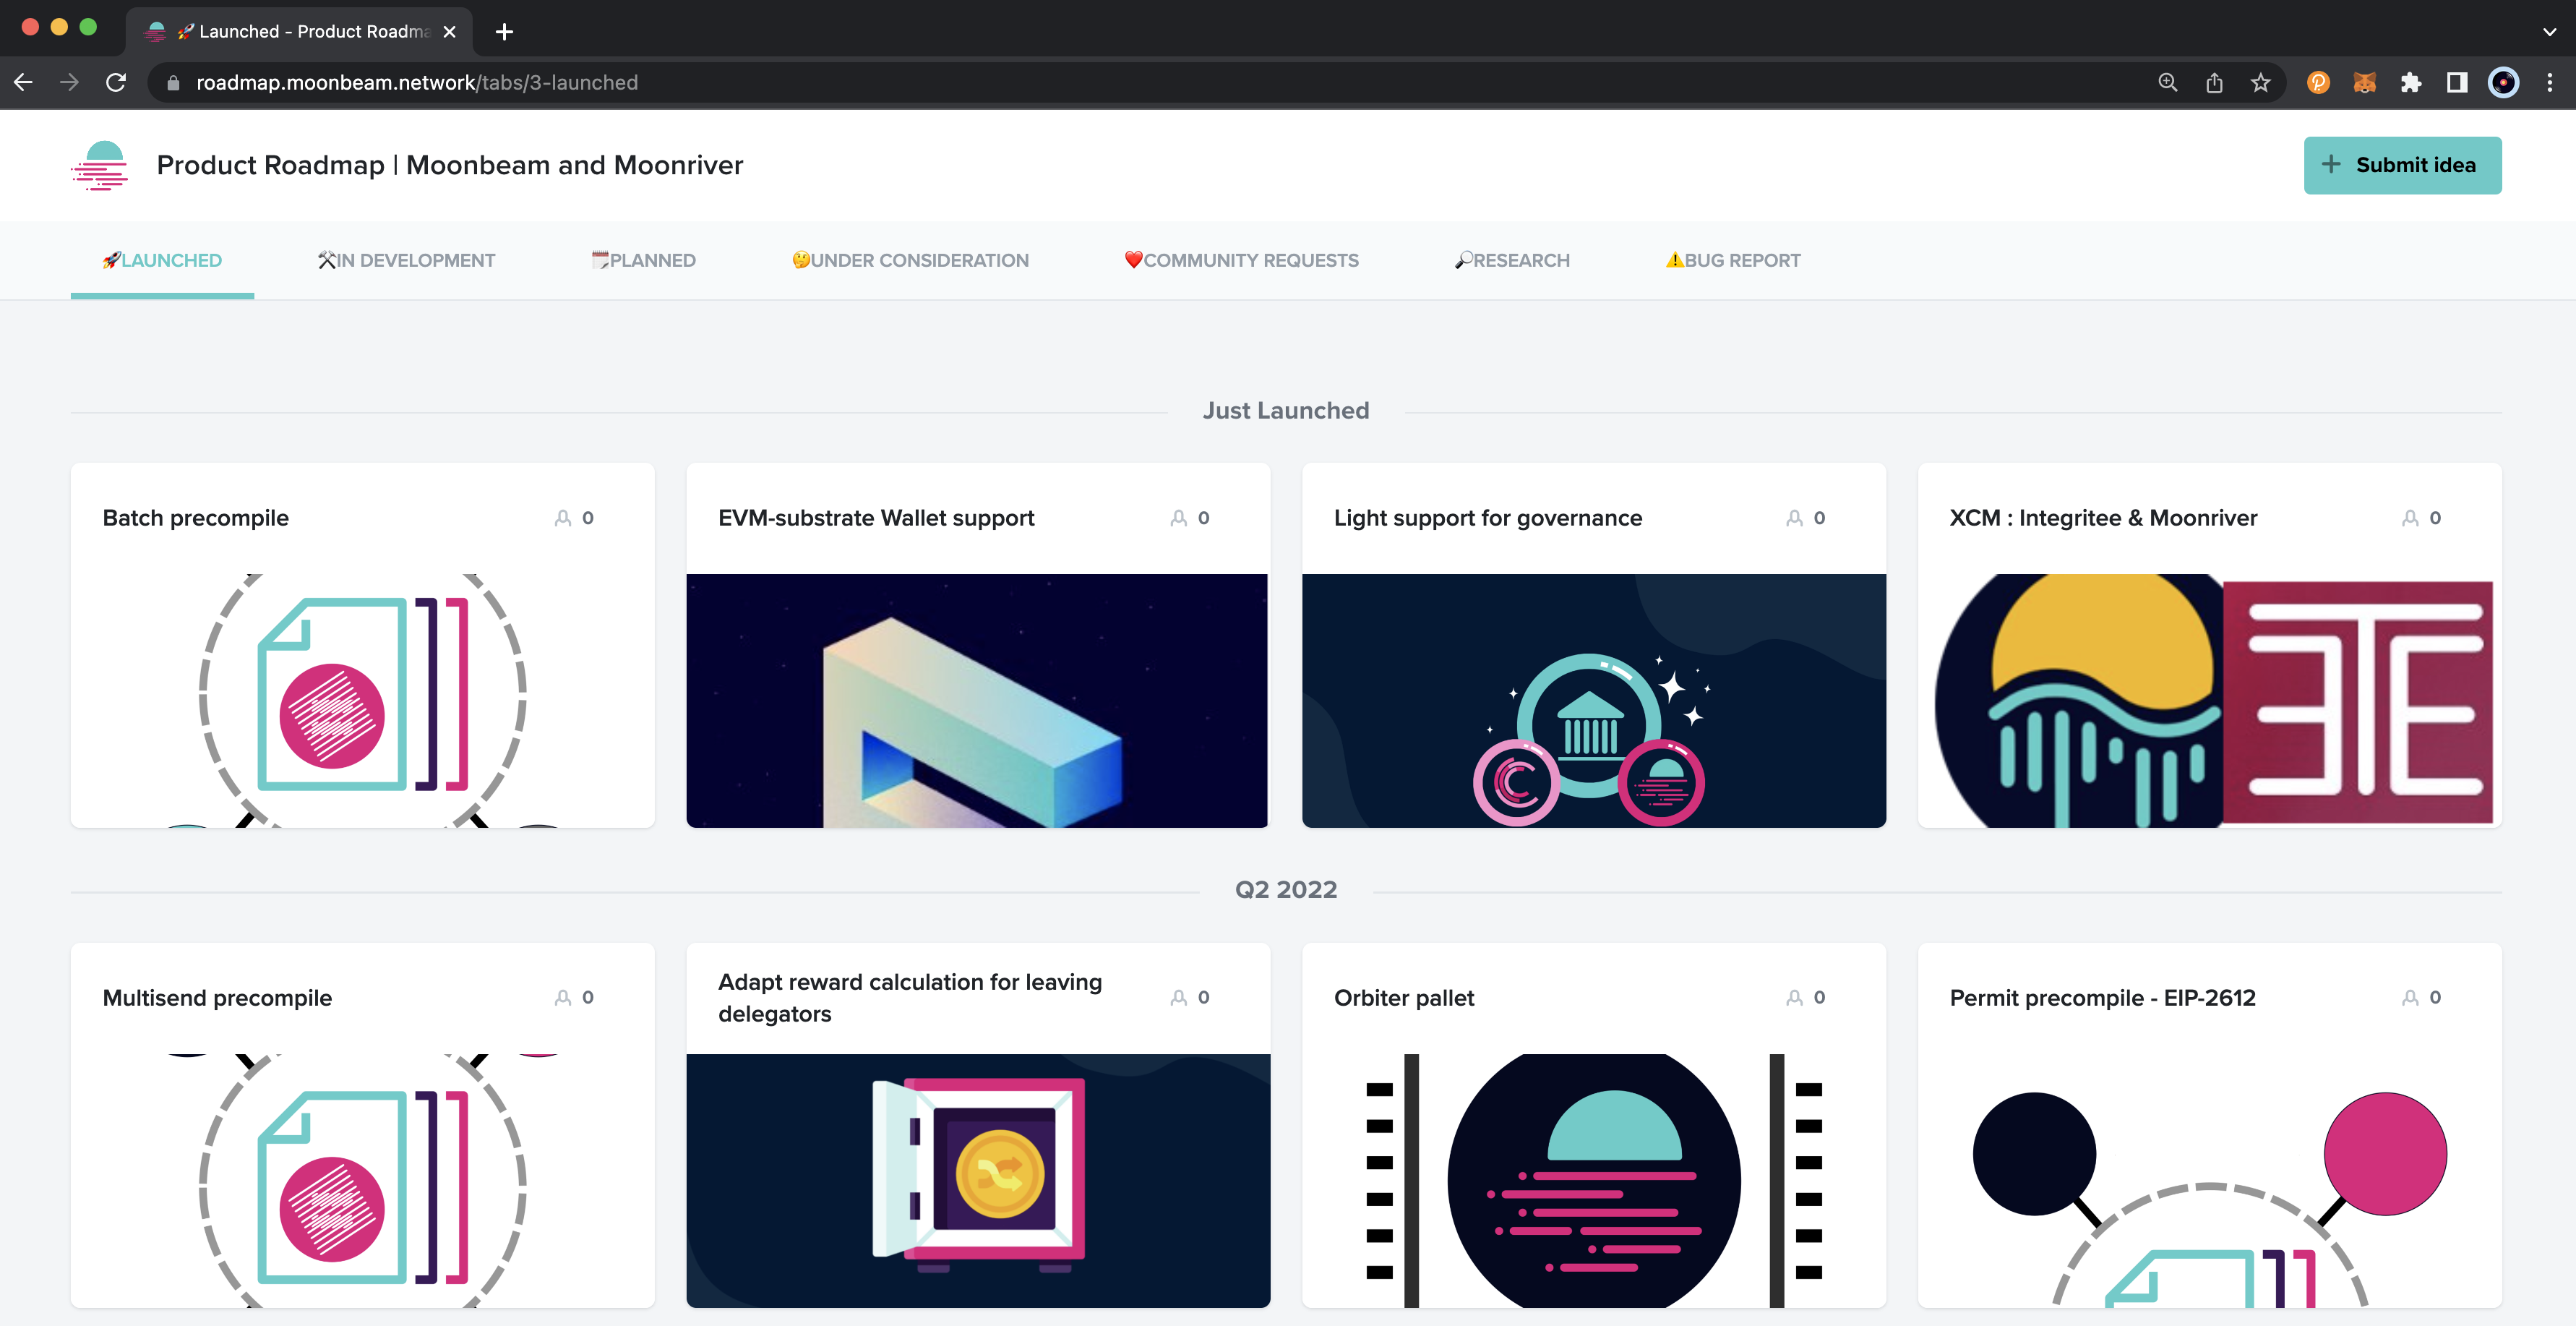 🚀 Launched - Product Roadma
roadmap.moonbeam.network/tabs/3-launched
Product Roadmap | Moonbeam and Moonriver
+ Submit idea
🚀LAUNCHED
⚒️IN DEVELOPMENT
🗓️PLANNED
🤔UNDER CONSIDERATION
❤️COMMUNITY REQUESTS
🔎RESEARCH
⚠️BUG REPORT
Just Launched
Batch precompile
0
EVM-substrate Wallet support
0
Light support for governance
0
XCM : Integritee & Moonriver
0
Q2 2022
Multisend precompile
0
Adapt reward calculation for leaving
delegators
0
Orbiter pallet
0
Permit precompile - EIP-2612
0